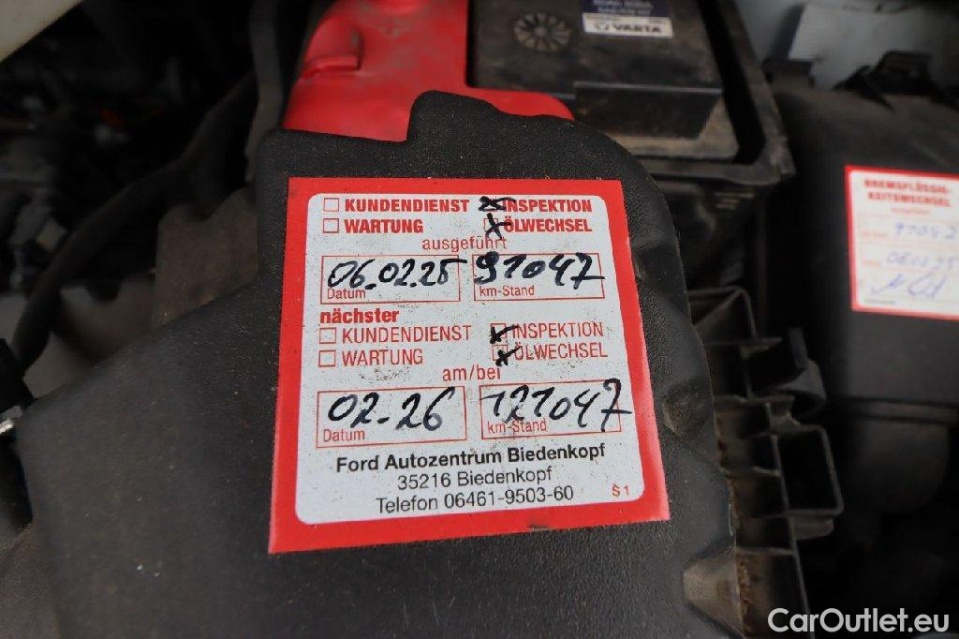 VARTA
KUNDENDIENST INSPEKTION
WARTUNG ÖLWECHSEL
ausgeführt
06.02.25 91047
Datum km-Stand
nächster
KUNDENDIENST INSPEKTION
WARTUNG ÖLWECHSEL
am/bei
02-26 121047
Datum km-Stand
Ford Autozentrum Biedenkopf
35216 Biedenkopf
Telefon 06461-9503-60
S1
BREMSFLÜSSIG-
KEITSWECHSEL
CarOutlet.eu